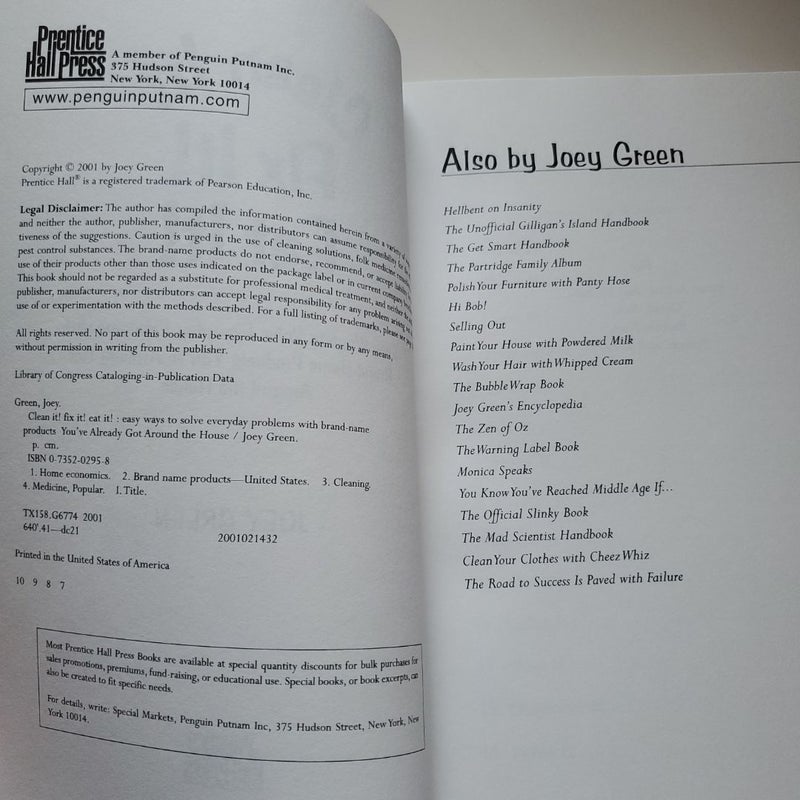 Prentice
Hall Press
A member of Penguin Putnam Inc.
375 Hudson Street
New York, New York 10014
www.penguinputnam.com
Copyright © 2001 by Joey Green
Prentice Hall® is a registered trademark of Pearson Education, Inc.
Legal Disclaimer: The author has compiled the information contained herein from a variety of
and neither the author, publisher, manufacturers, nor distributors can assume responsibility for the
tiveness of the suggestions. Caution is urged in the use of cleaning solutions, folk medicine
pest control substances. The brand-name products do not endorse, recommend, or accept liability
use of their products other than those uses indicated on the package label or in current company
This book should not be regarded as a substitute for professional medical treatment, and neither the
publisher, manufacturers, nor distributors can accept legal responsibility for any problem arising out
use of or experimentation with the methods described. For a full listing of trademarks, please see
All rights reserved. No part of this book may be reproduced in any form or by any means,
without permission in writing from the publisher.
Library of Congress Cataloging-in-Publication Data
Green, Joey.
Clean it! fix it! eat it! : easy ways to solve everyday problems with brand-name
products You've Already Got Around the House / Joey Green.
p. cm.
ISBN 0-7352-0295-8
1. Home economics. 2. Brand name products—United States. 3. Cleaning.
4. Medicine, Popular. I. Title.
TX158.G6774 2001
640'.41—dc21
2001021432
Printed in the United States of America
10 9 8 7
Most Prentice Hall Press Books are available at special quantity discounts for bulk purchases for
sales promotions, premiums, fund-raising, or educational use. Special books, or book excerpts, can
also be created to fit specific needs.
For details, write: Special Markets, Penguin Putnam Inc, 375 Hudson Street, New York, New
York 10014.
Also by Joey Green
Hellbent on Insanity
The Unofficial Gilligan's Island Handbook
The Get Smart Handbook
The Partridge Family Album
Polish Your Furniture with Panty Hose
Hi Bob!
Selling Out
Paint Your House with Powdered Milk
Wash Your Hair with Whipped Cream
The Bubble Wrap Book
Joey Green's Encyclopedia
The Zen of Oz
The Warning Label Book
Monica Speaks
You Know You've Reached Middle Age If...
The Official Slinky Book
The Mad Scientist Handbook
Clean Your Clothes with Cheez Whiz
The Road to Success Is Paved with Failure